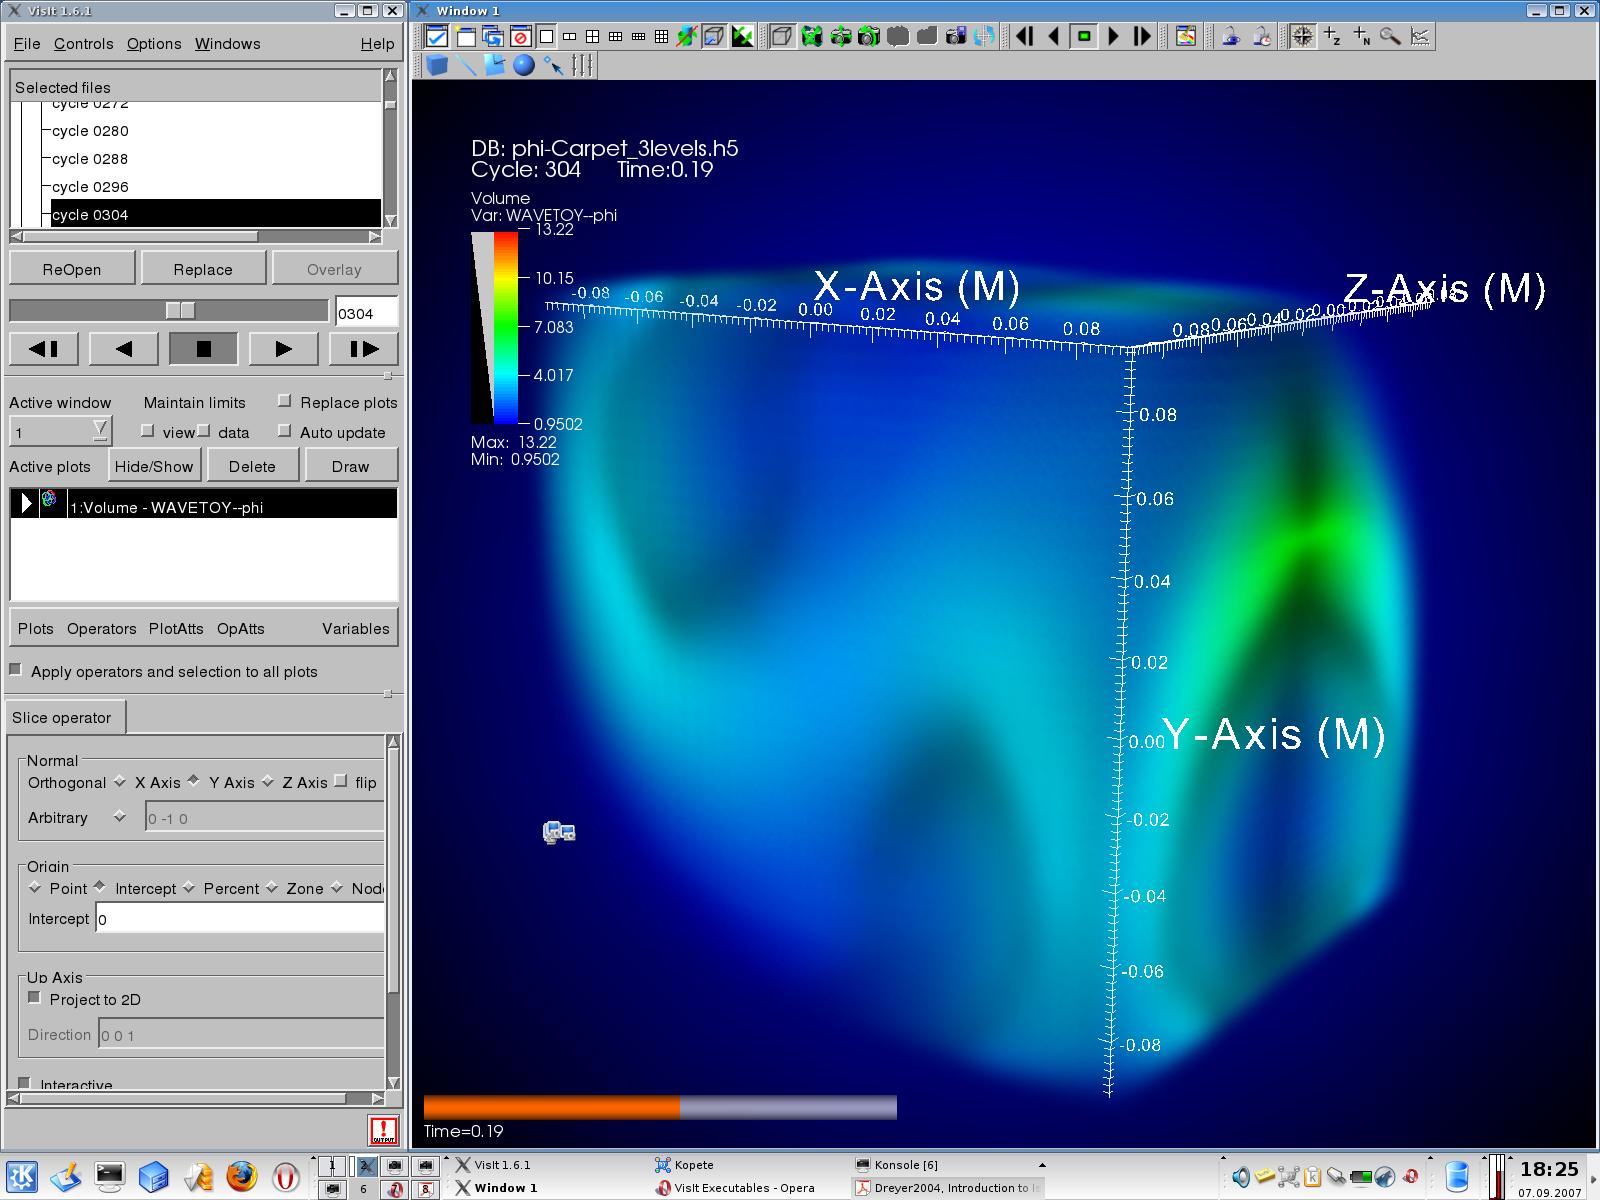 VisIt 1.6.1
File Controls Options Windows Help
Selected files
cycle 0272
cycle 0280
cycle 0288
cycle 0296
cycle 0304
ReOpen Replace Overlay
0304
Active window Maintain limits Replace plots
1 view data Auto update
Active plots Hide/Show Delete Draw
1:Volume - WAVETOY--phi
Plots Operators PlotAtts OpAtts Variables
Apply operators and selection to all plots
Slice operator
Normal
Orthogonal X Axis Y Axis Z Axis flip
Arbitrary 0 -1 0
Origin
Point Intercept Percent Zone Node
Intercept 0
Up Axis
Project to 2D
Direction 0 0 1
Interactive
Window 1
DB: phi-Carpet_3levels.h5
Cycle: 304 Time:0.19
Volume
Var: WAVETOY--phi
13.22
10.15
7.083
4.017
0.9502
Max: 13.22
Min: 0.9502
X-Axis (M)
-0.08 -0.06 -0.04 -0.02 0.00 0.02 0.04 0.06 0.08
Z-Axis (M)
0.08 0.06 0.04 0.02 0.00
0.08
0.06
0.04
0.02
0.00
Y-Axis (M)
-0.02
-0.04
-0.06
-0.08
Time=0.19
1 2 VisIt 1.6.1 Kopete Konsole [6] 18:25
6 Window 1 VisIt Executables - Opera Dreyer2004, Introduction to 07.09.2007